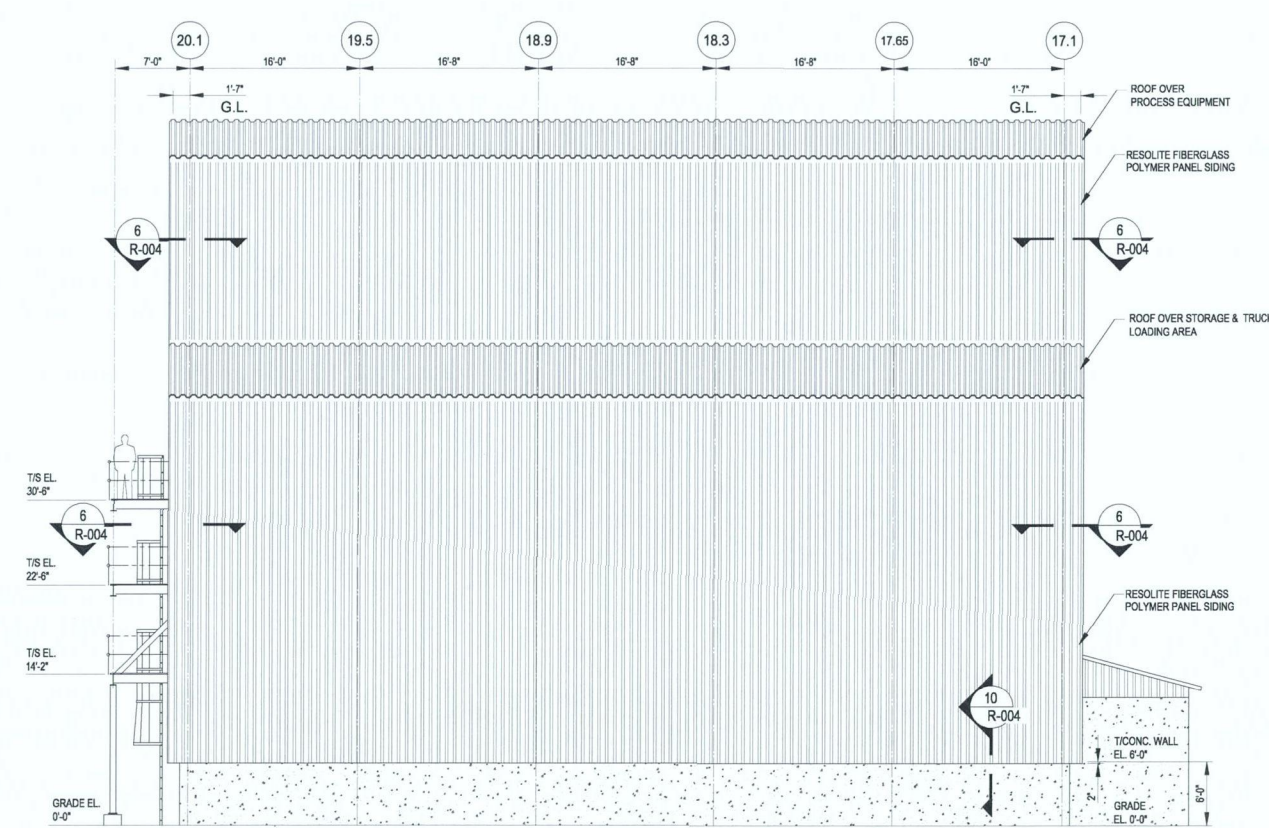 20.1
19.5
18.9
18.3
17.65
17.1
7'-0"
16'-0"
16'-8"
16'-8"
16'-8"
16'-0"
1'-7"
G.L.
1'-7"
G.L.
ROOF OVER
PROCESS EQUIPMENT
RESOLITE FIBERGLASS
POLYMER PANEL SIDING
6
R-004
6
R-004
ROOF OVER STORAGE & TRUCK
LOADING AREA
T/S EL.
30'-6"
6
R-004
6
R-004
T/S EL.
22'-6"
RESOLITE FIBERGLASS
POLYMER PANEL SIDING
T/S EL.
14'-2"
10
R-004
T/CONC. WALL
EL. 6'-0"
2"
6'-0"
GRADE EL.
0'-0"
GRADE
EL. 0'-0"